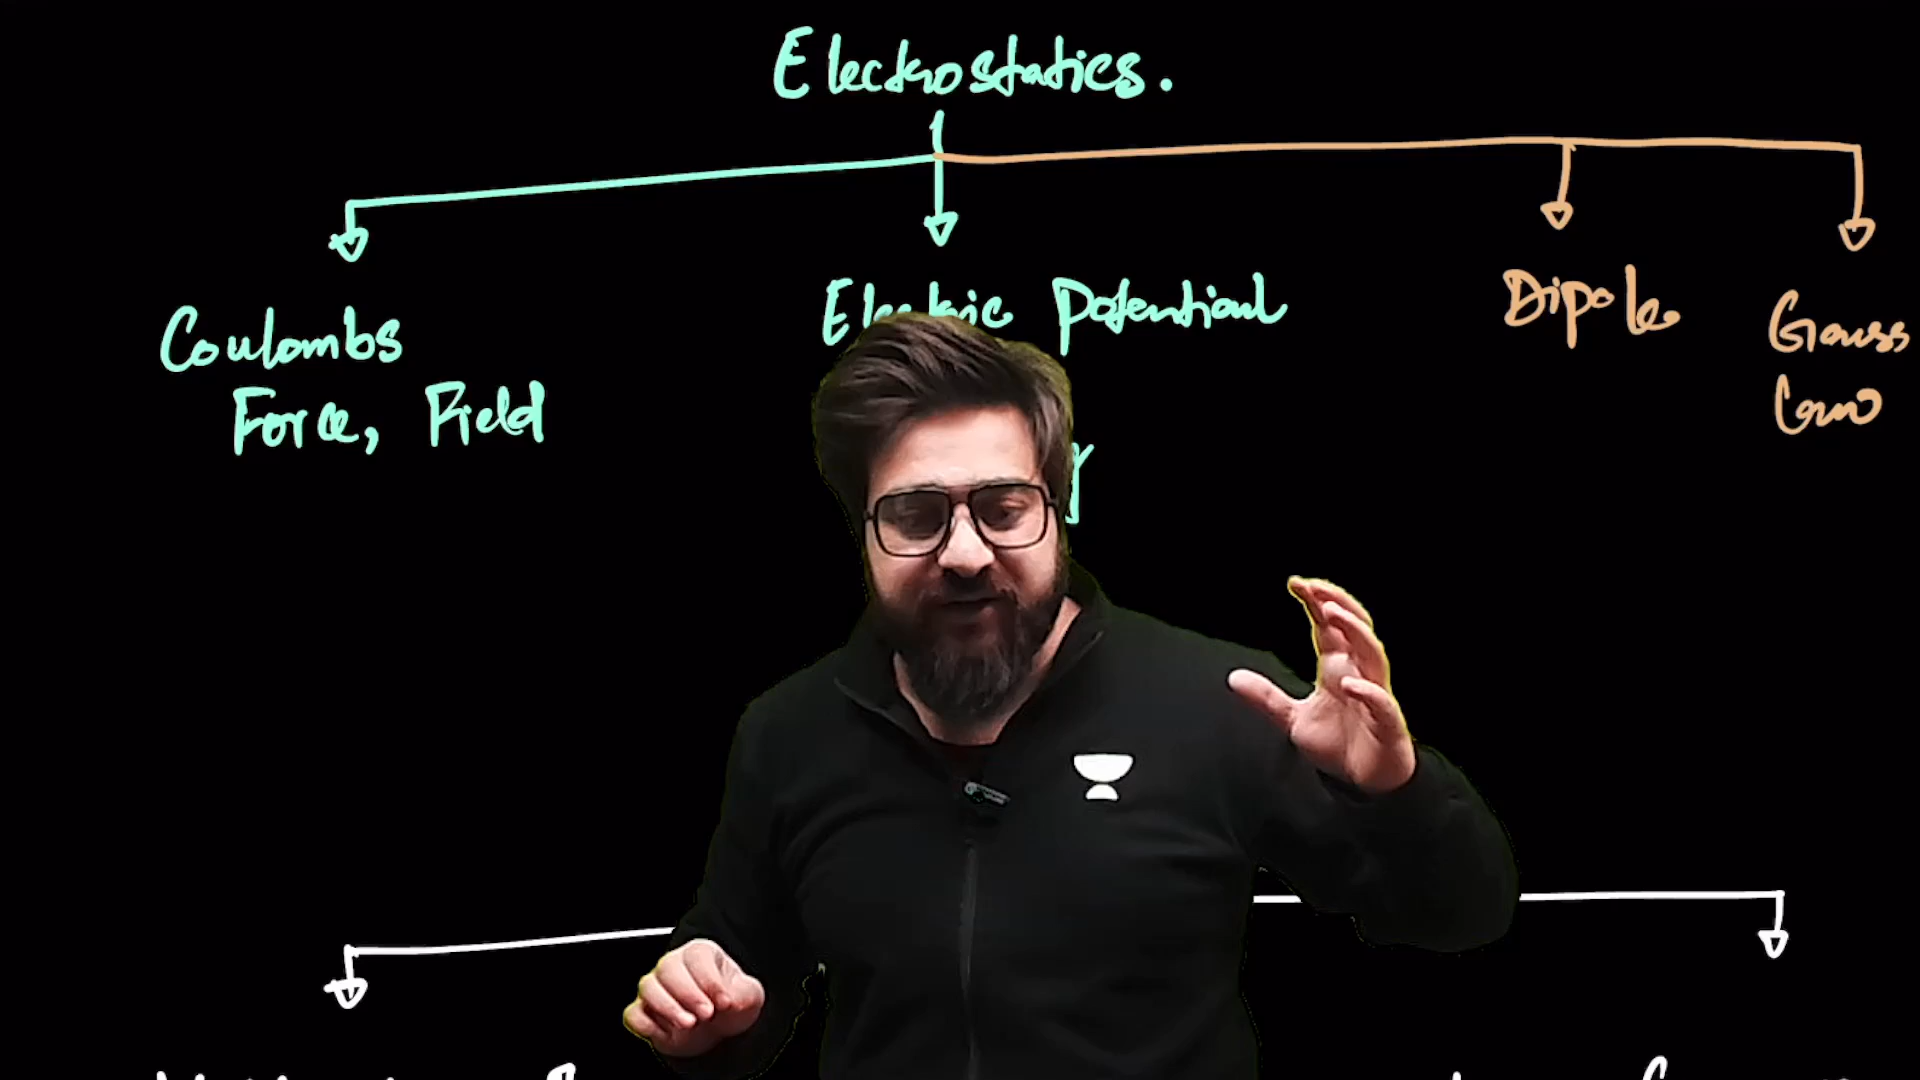 Electrostatics.
Electric Potential
Dipole
Gauss
Law
Coulombs
Force, Field
y